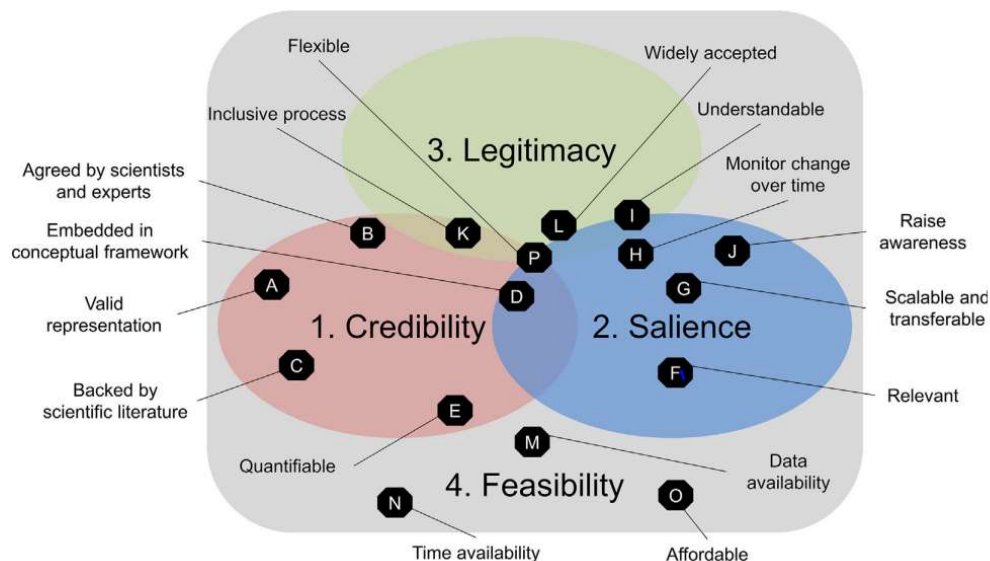 Flexible
Widely accepted
Inclusive process
Understandable
3. Legitimacy
Agreed by scientists
and experts
Monitor change
over time
Embedded in
conceptual framework
B
K
L
I
P
H
J
Raise
awareness
A
D
G
Valid
representation
1. Credibility
2. Salience
Scalable and
transferable
C
F
Backed by
scientific literature
Relevant
E
Quantifiable
M
Data
availability
4. Feasibility
N
O
Time availability
Affordable